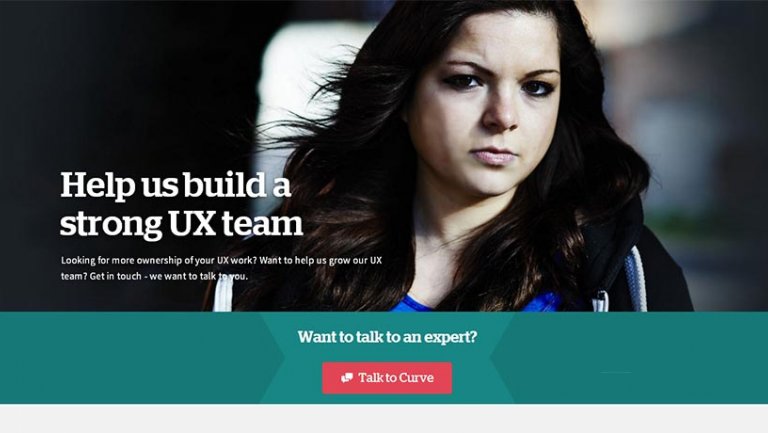 Help us build a
strong UX team
Looking for more ownership of your UX work? Want to help us grow our UX
team? Get in touch - we want to talk to you.
Want to talk to an expert?
Talk to Curve